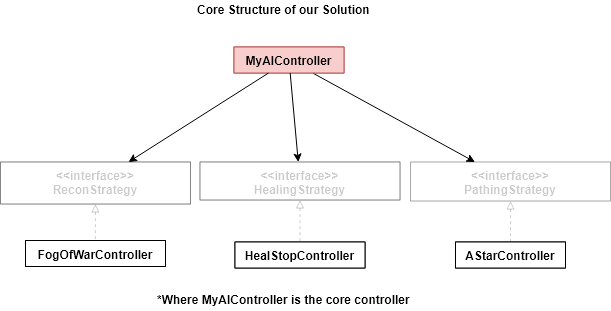 Core Structure of our Solution
MyAIController
<<interface>>
ReconStrategy
<<interface>>
HealingStrategy
<<interface>>
PathingStrategy
FogOfWarController
HealStopController
AStarController
*Where MyAIController is the core controller